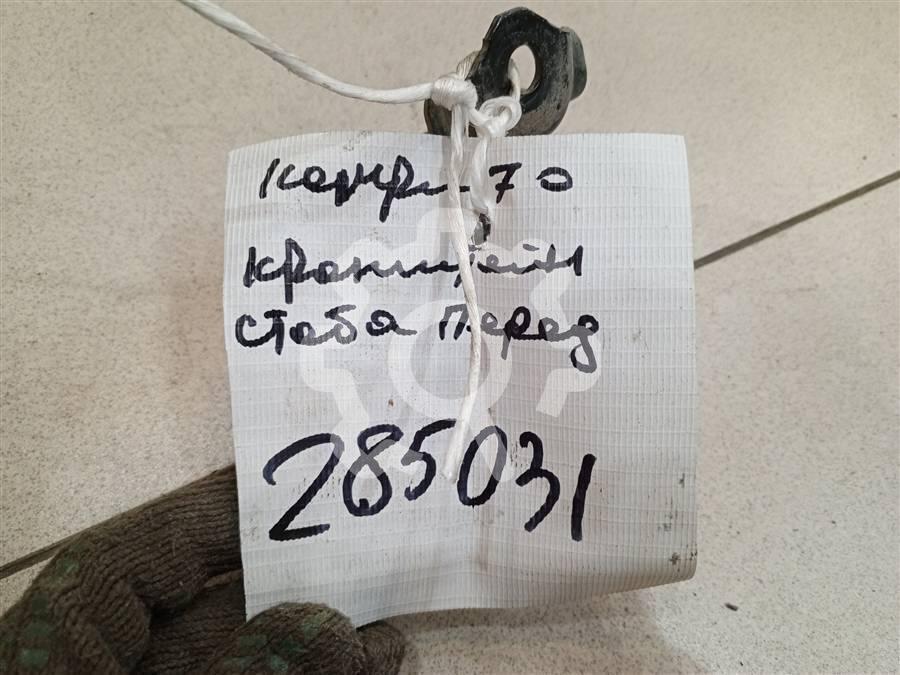 камри 70
кронштейн
стаба перед
285031